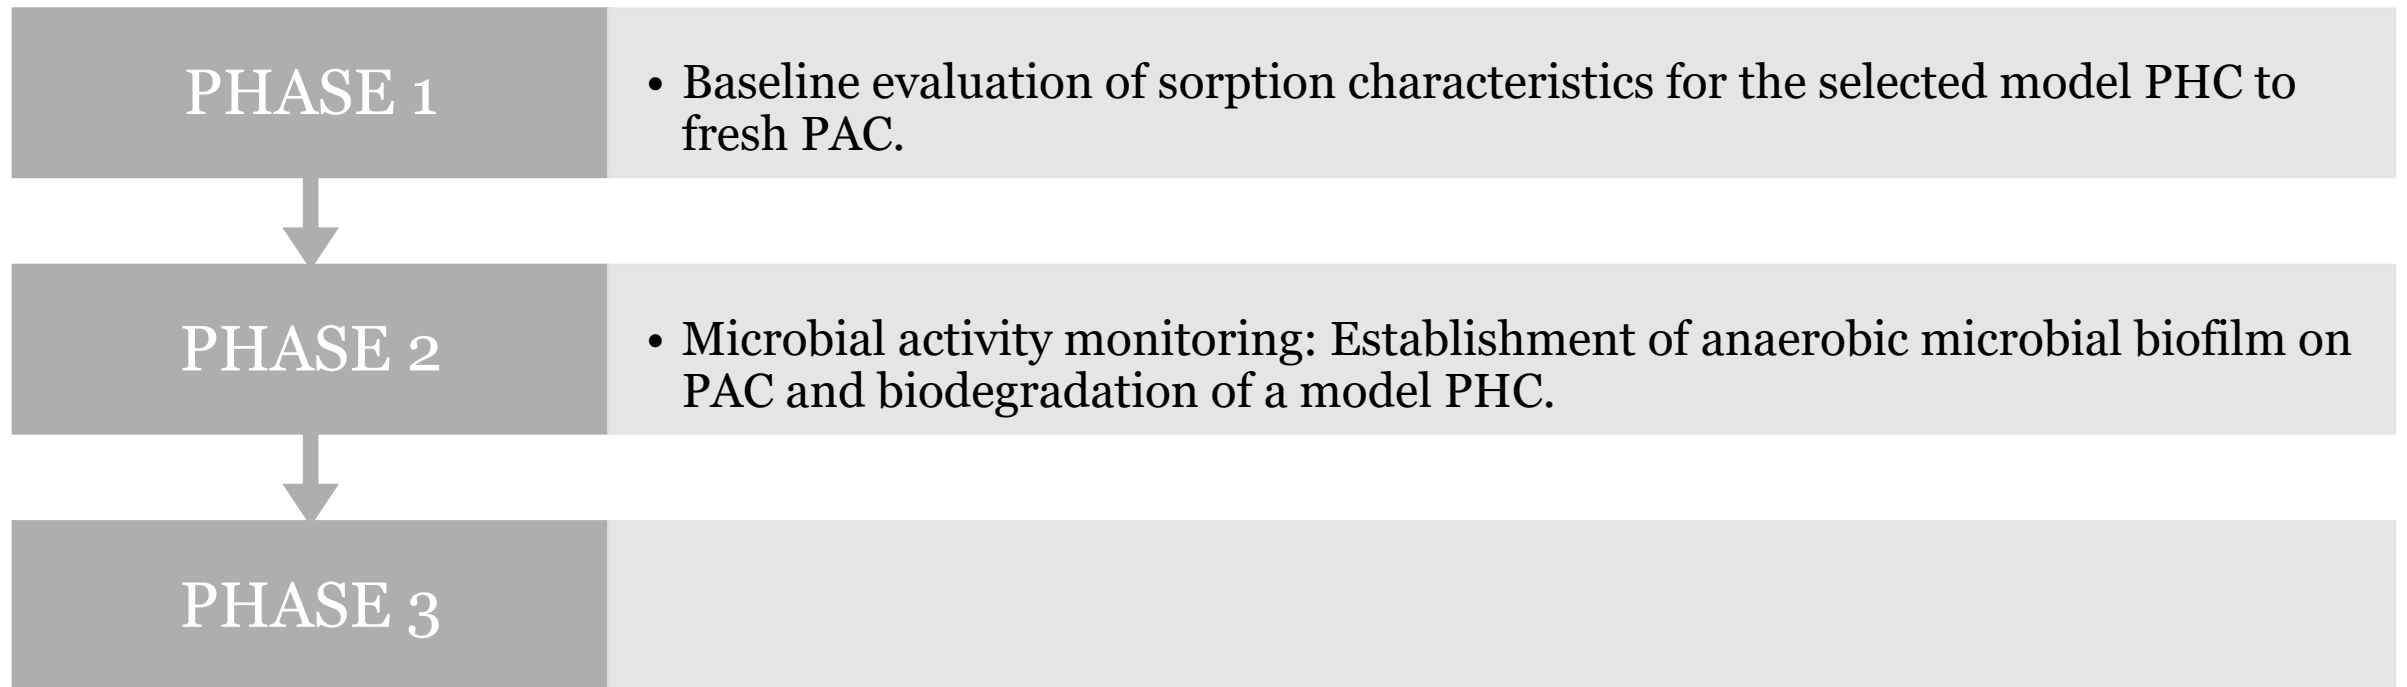 PHASE 1
• Baseline evaluation of sorption characteristics for the selected model PHC to
fresh PAC.
PHASE 2
• Microbial activity monitoring: Establishment of anaerobic microbial biofilm on
PAC and biodegradation of a model PHC.
PHASE 3